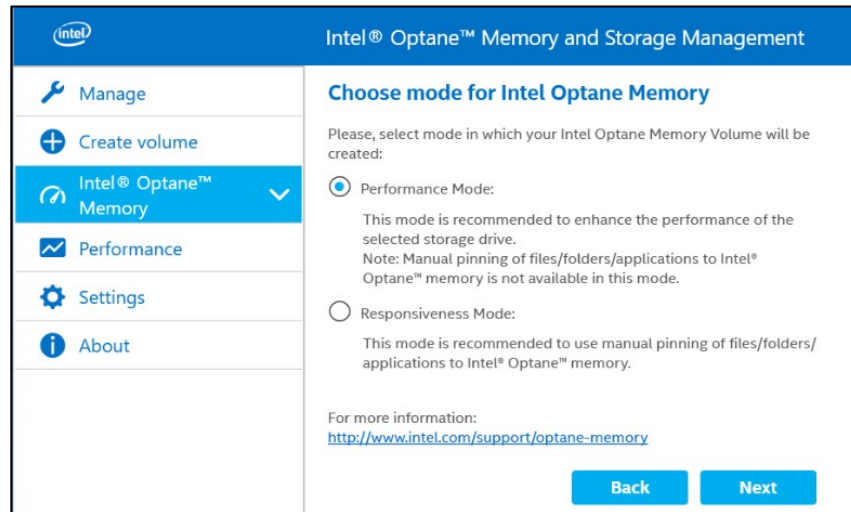 intel
Intel® Optane™ Memory and Storage Management
Manage
Create volume
Intel® Optane™
Memory
Performance
Settings
About
Choose mode for Intel Optane Memory
Please, select mode in which your Intel Optane Memory Volume will be
created:
Performance Mode:
This mode is recommended to enhance the performance of the
selected storage drive.
Note: Manual pinning of files/folders/applications to Intel®
Optane™ memory is not available in this mode.
Responsiveness Mode:
This mode is recommended to use manual pinning of files/folders/
applications to Intel® Optane™ memory.
For more information:
http://www.intel.com/support/optane-memory
Back
Next